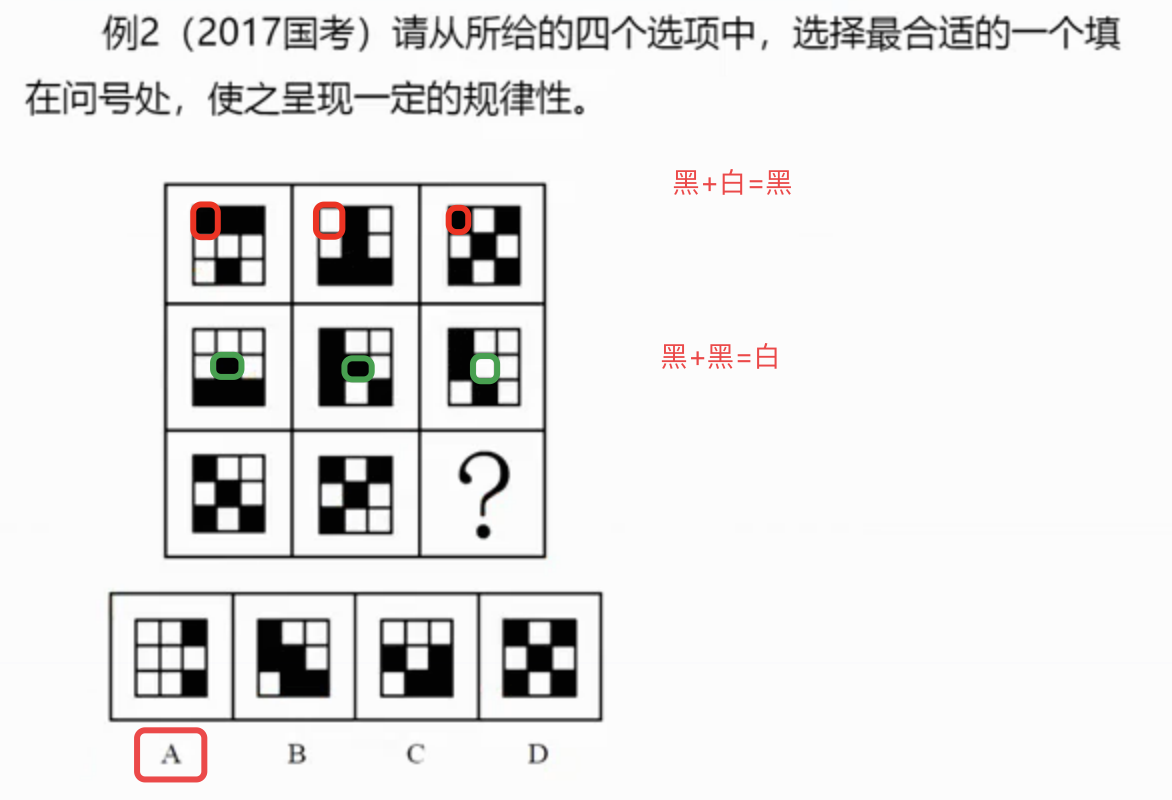 例2（2017国考）请从所给的四个选项中，选择最合适的一个填
在问号处，使之呈现一定的规律性。
黑+白=黑
黑+黑=白
?
A B C D